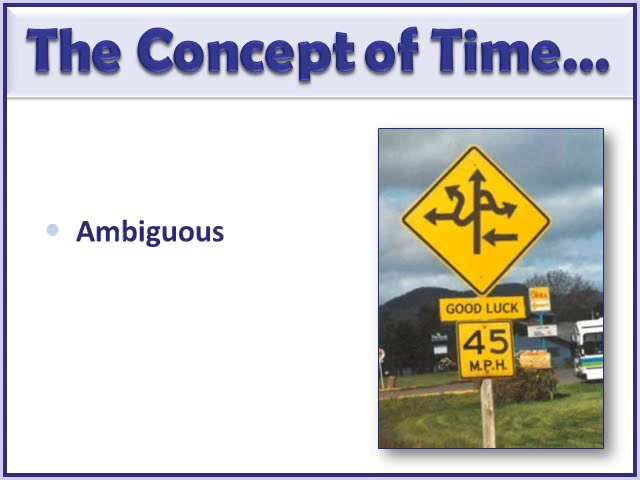 The Concept of Time...
Ambiguous
GOOD LUCK
45
M.P.H.